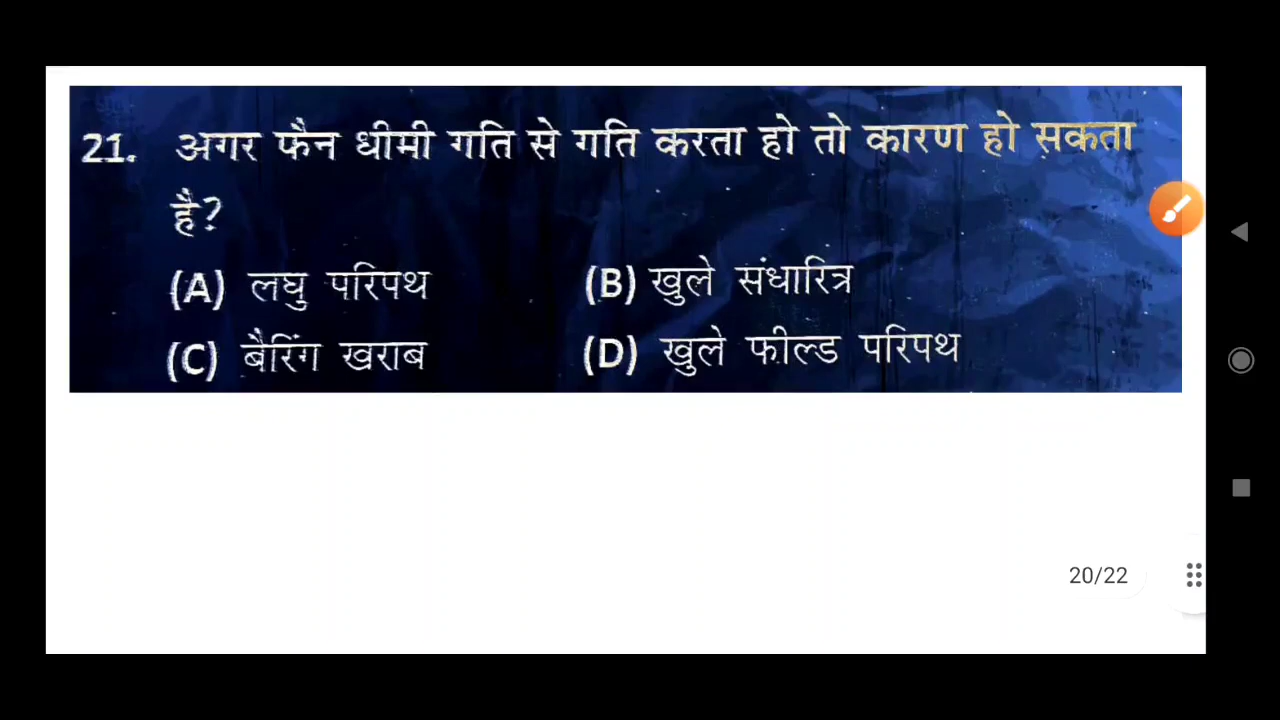 21. अगर फैन धीमी गति से गति करता हो तो कारण हो सकता
है?
(A) लघु परिपथ (B) खुले संधारित्र
(C) बैरिंग खराब (D) खुले फील्ड परिपथ
20/22